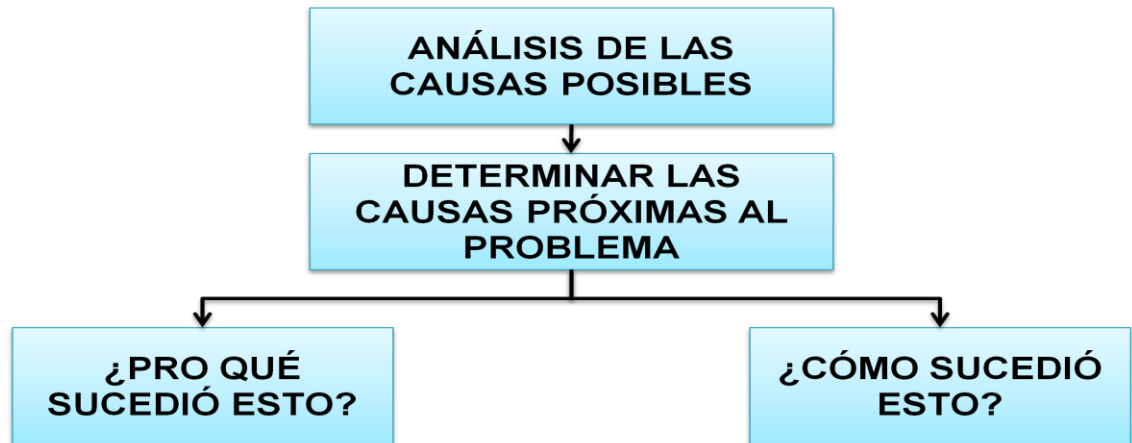 ANÁLISIS DE LAS
CAUSAS POSIBLES
DETERMINAR LAS
CAUSAS PRÓXIMAS AL
PROBLEMA
¿PRO QUÉ
SUCEDIÓ ESTO?
¿CÓMO SUCEDIÓ
ESTO?